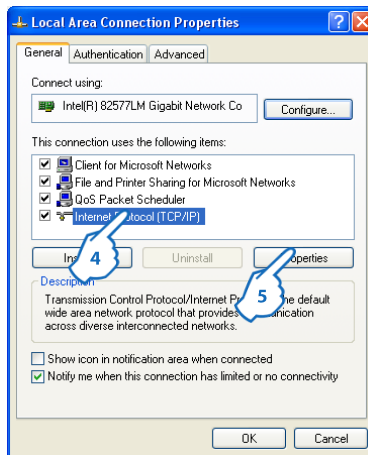 Local Area Connection Properties
General Authentication Advanced
Connect using:
Intel(R) 82577LM Gigabit Network Co
Configure...
This connection uses the following items:
Client for Microsoft Networks
File and Printer Sharing for Microsoft Networks
QoS Packet Scheduler
Internet Protocol (TCP/IP)
4
Uninstall
Properties
5
Description
Transmission Control Protocol/Internet default
wide area network protocol that provides
across diverse interconnected networks.
Show icon in notification area when connected
Notify me when this connection has limited or no connectivity
OK Cancel